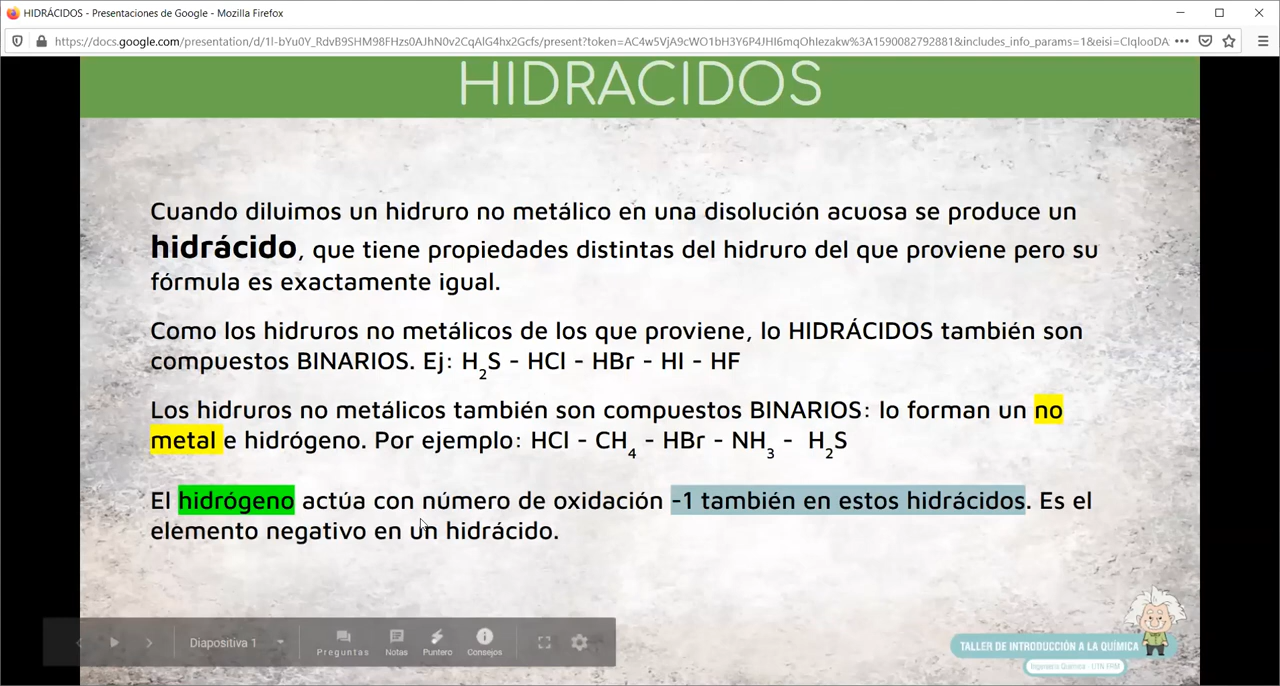 HIDRÁCIDOS - Presentaciones de Google - Mozilla Firefox
https://docs.google.com/presentation/d/1l-bYu0Y_RdvB9SHM98FHzs0AJhN0v2CqAlG4hx2Gcfs/present?token=AC4w5VjA9cWO1bH3Y6P4JHI6mqOhIezakw%3A1590082792881&includes_info_params=1&eisi=CIqlooDA
HIDRACIDOS
Cuando diluimos un hidruro no metálico en una disolución acuosa se produce un
hidrácido, que tiene propiedades distintas del hidruro del que proviene pero su
fórmula es exactamente igual.
Como los hidruros no metálicos de los que proviene, lo HIDRÁCIDOS también son
compuestos BINARIOS. Ej: H₂S - HCl - HBr - HI - HF
Los hidruros no metálicos también son compuestos BINARIOS: lo forman un no
metal e hidrógeno. Por ejemplo: HCl - CH₄ - HBr - NH₃ - H₂S
El hidrógeno actúa con número de oxidación -1 también en estos hidrácidos. Es el
elemento negativo en un hidrácido.
Diapositiva 1
Preguntas
Notas
Puntero
Consejos
TALLER DE INTRODUCCIÓN A LA QUÍMICA
Ingeniería Química - UTN FRM